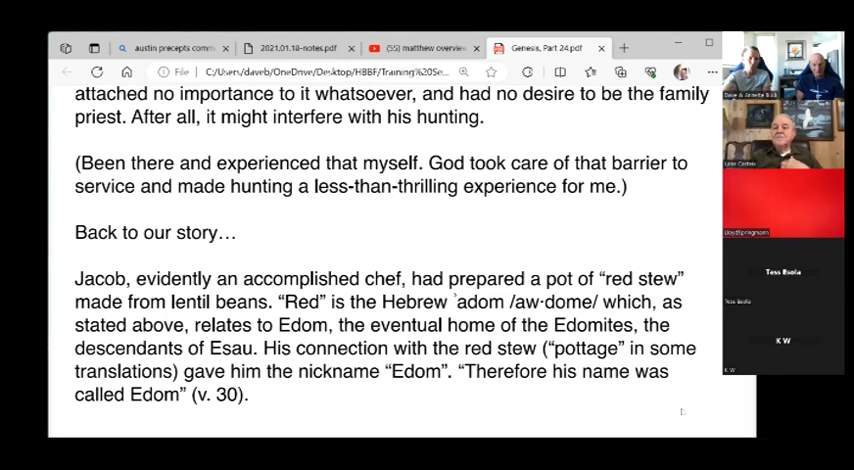 austin precepts comm
2021.01.18-notes.pdf
(55) matthew overview
Genesis, Part 24.pdf
File
C:/Users/daveb/OneDrive/Desktop/HBBF/Training%20Se...
attached no importance to it whatsoever, and had no desire to be the family
priest. After all, it might interfere with his hunting.
(Been there and experienced that myself. God took care of that barrier to
service and made hunting a less-than-thrilling experience for me.)
Back to our story…
Jacob, evidently an accomplished chef, had prepared a pot of “red stew”
made from lentil beans. “Red” is the Hebrew ʾadom /aw·dome/ which, as
stated above, relates to Edom, the eventual home of the Edomites, the
descendants of Esau. His connection with the red stew (“pottage” in some
translations) gave him the nickname “Edom”. “Therefore his name was
called Edom” (v. 30).
Dave & Annette
LloydSpringmann
Tess Esola
Tess Esola
K W
K W